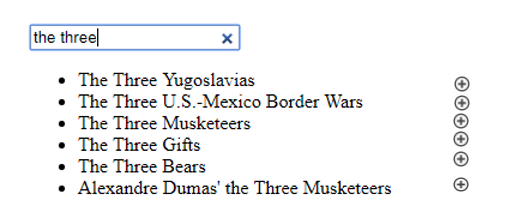 the three
The Three Yugoslavias
The Three U.S.-Mexico Border Wars
The Three Musketeers
The Three Gifts
The Three Bears
Alexandre Dumas' the Three Musketeers